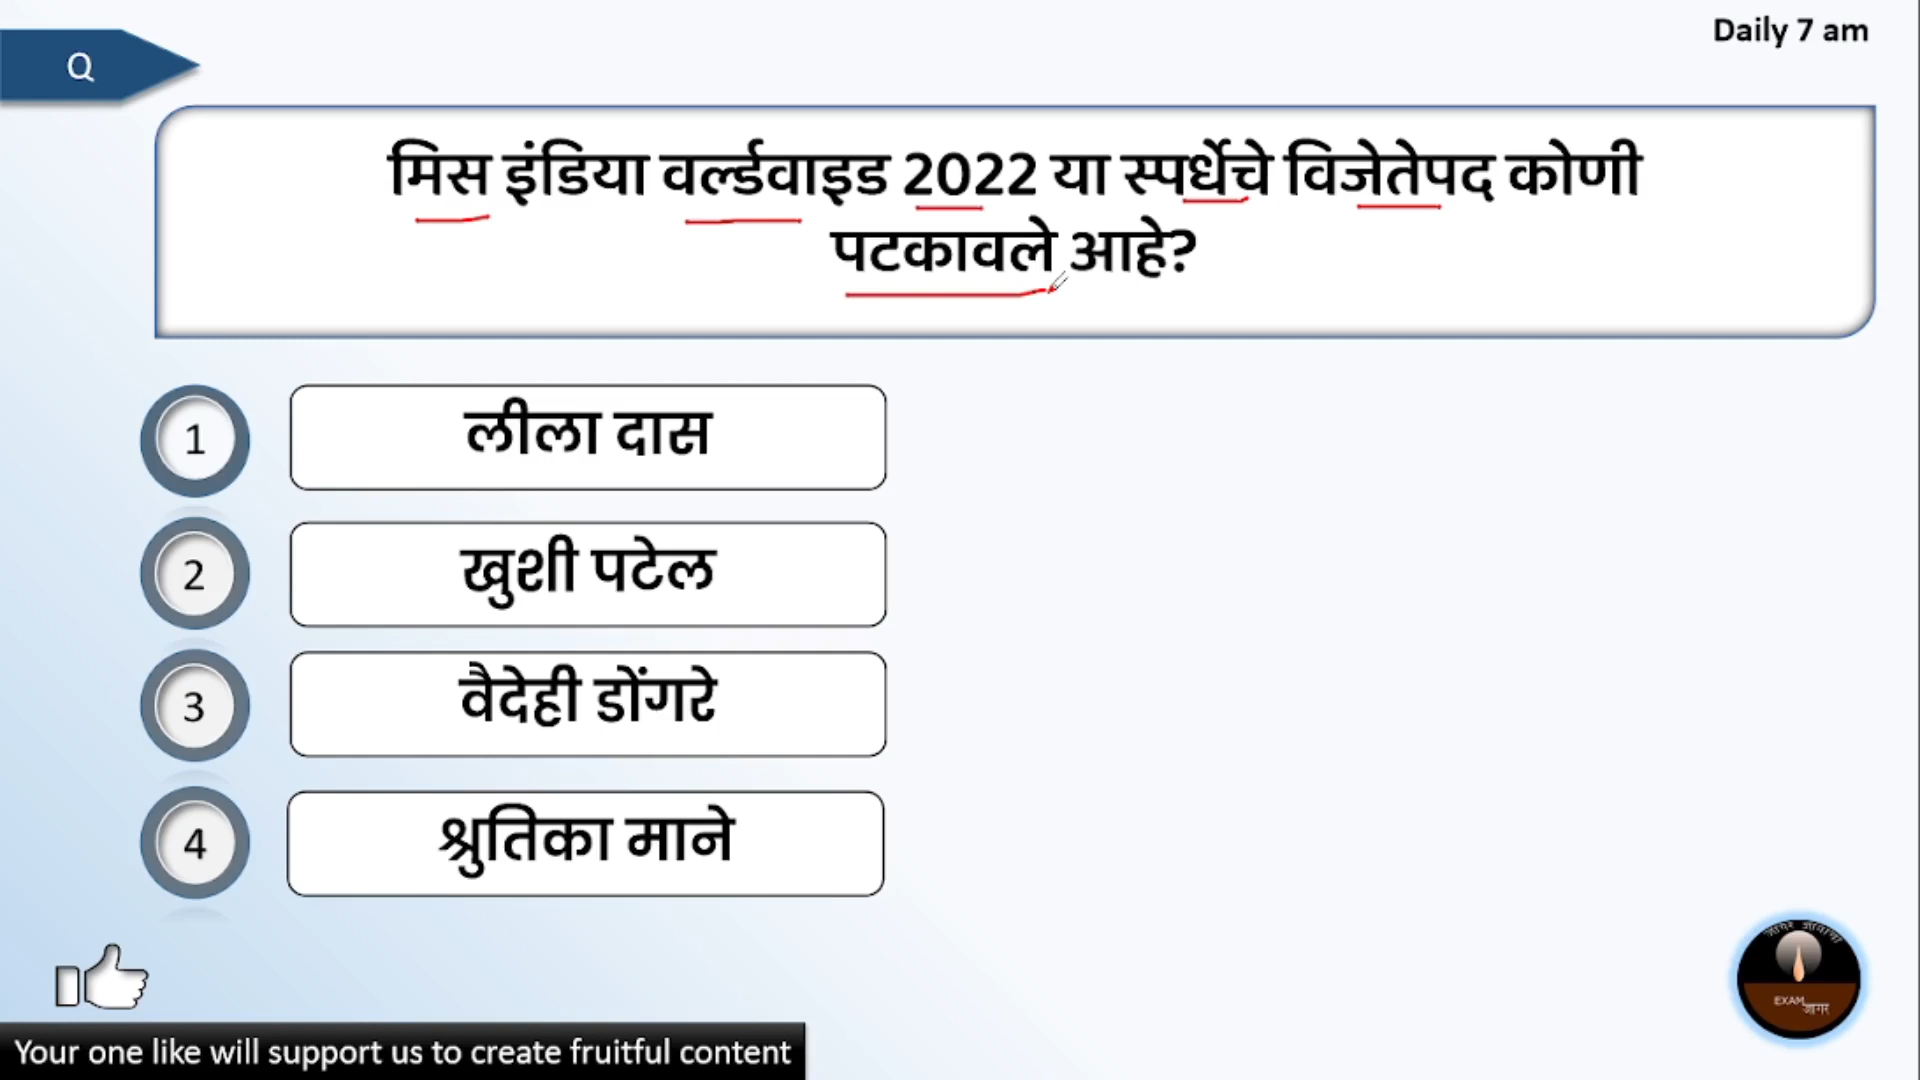 Daily 7 am
Q
मिस इंडिया वर्ल्डवाइड 2022 या स्पर्धेचे विजेतेपद कोणी
पटकावले आहे?
1 लीला दास
2 खुशी पटेल
3 वैदेही डोंगरे
4 श्रुतिका माने
EXAM
जागर
Your one like will support us to create fruitful content